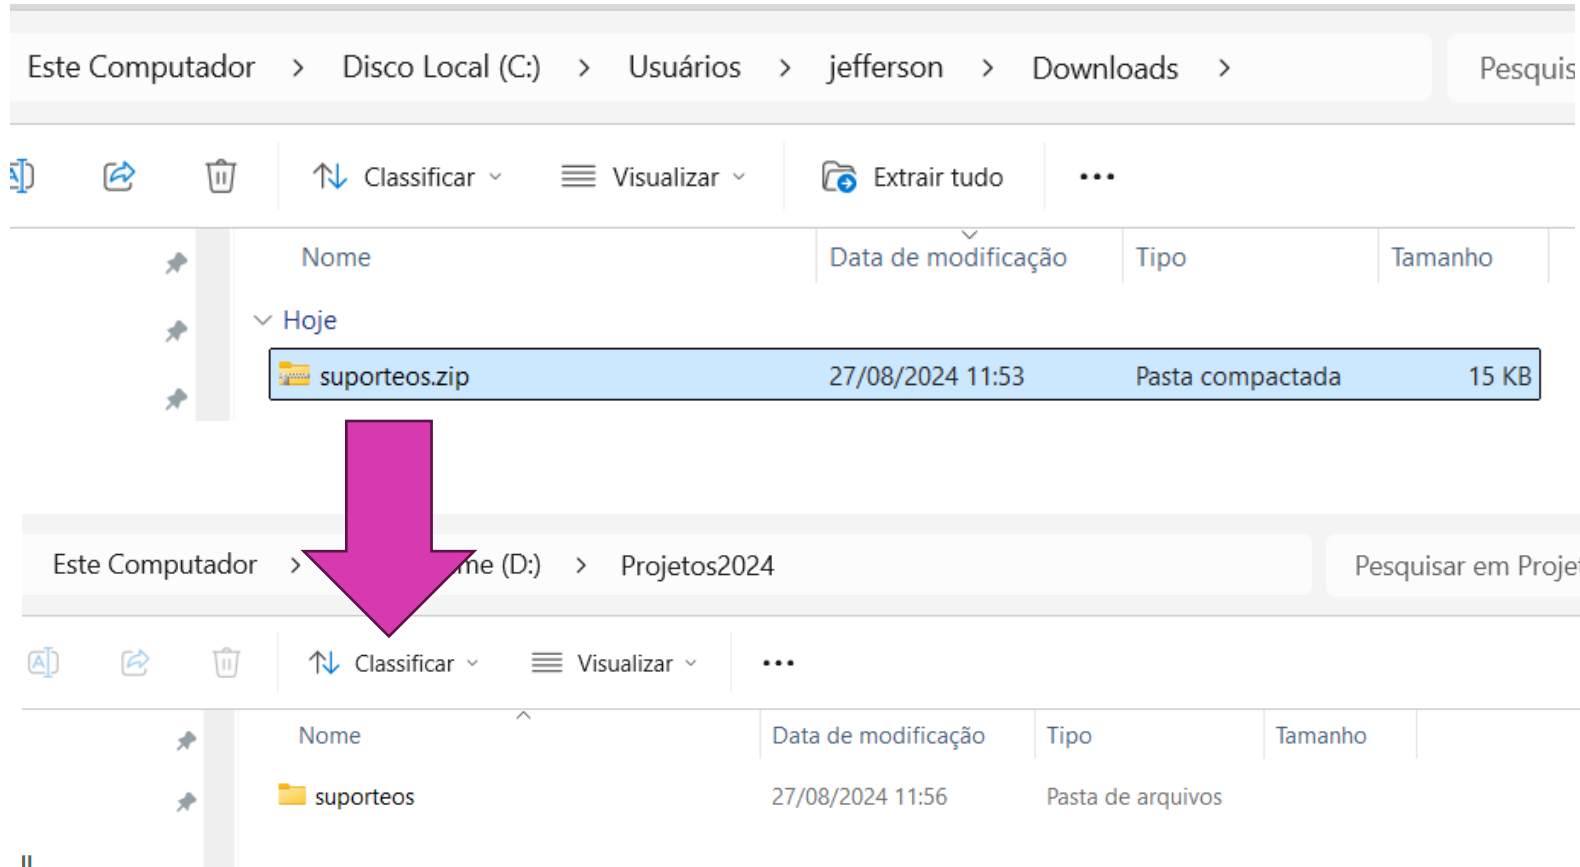 Este Computador > Disco Local (C:) > Usuários > jefferson > Downloads > Pesquis
Classificar Visualizar Extrair tudo ...
Nome Data de modificação Tipo Tamanho
Hoje
suporteos.zip 27/08/2024 11:53 Pasta compactada 15 KB
Este Computador > me (D:) > Projetos2024 Pesquisar em Proje
Classificar Visualizar ...
Nome Data de modificação Tipo Tamanho
suporteos 27/08/2024 11:56 Pasta de arquivos